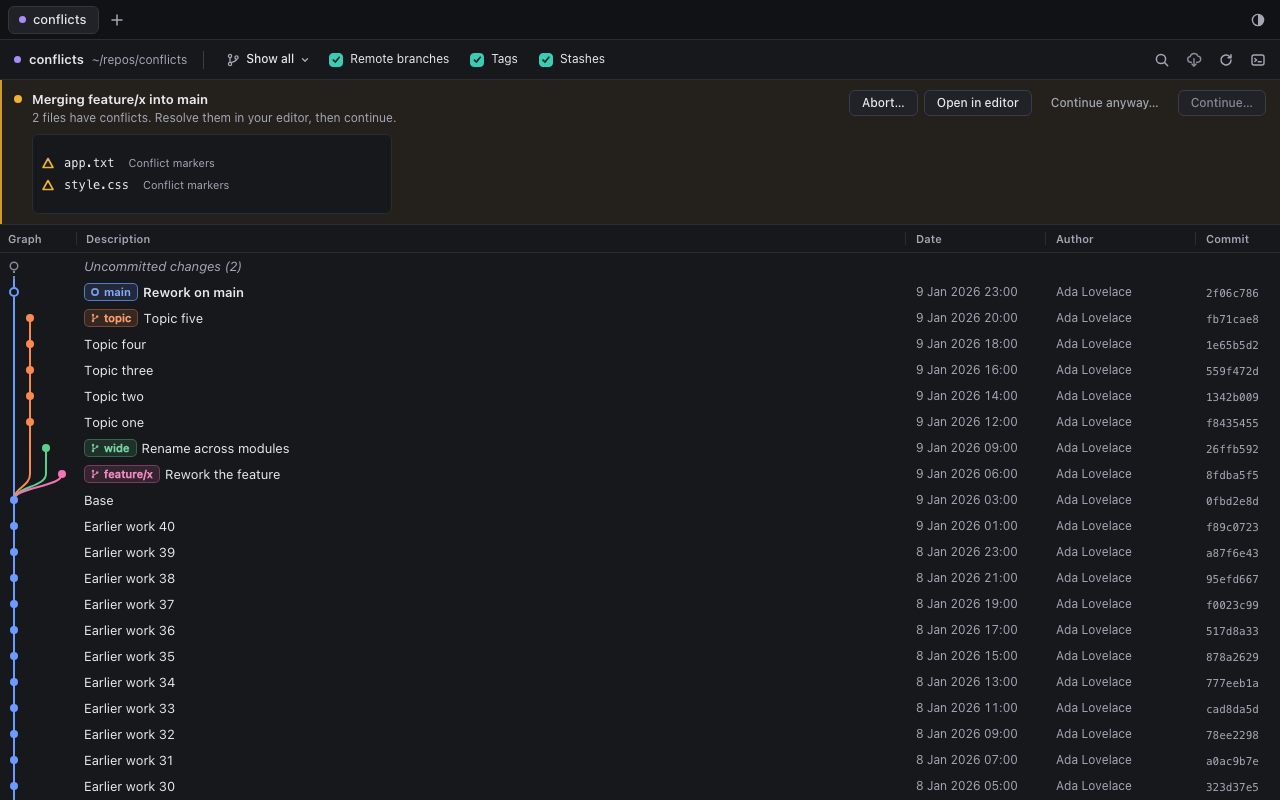 conflicts
conflicts ~/repos/conflicts Show all Remote branches Tags Stashes
Merging feature/x into main
2 files have conflicts. Resolve them in your editor, then continue.
Abort... Open in editor Continue anyway... Continue...
app.txt Conflict markers
style.css Conflict markers
Graph Description Date Author Commit
Uncommitted changes (2)
main Rework on main 9 Jan 2026 23:00 Ada Lovelace 2f06c786
topic Topic five 9 Jan 2026 20:00 Ada Lovelace fb71cae8
Topic four 9 Jan 2026 18:00 Ada Lovelace 1e65b5d2
Topic three 9 Jan 2026 16:00 Ada Lovelace 559f472d
Topic two 9 Jan 2026 14:00 Ada Lovelace 1342b009
Topic one 9 Jan 2026 12:00 Ada Lovelace f8435455
wide Rename across modules 9 Jan 2026 09:00 Ada Lovelace 26ffb592
feature/x Rework the feature 9 Jan 2026 06:00 Ada Lovelace 8fdba5f5
Base 9 Jan 2026 03:00 Ada Lovelace 0fbd2e8d
Earlier work 40 9 Jan 2026 01:00 Ada Lovelace f89c0723
Earlier work 39 8 Jan 2026 23:00 Ada Lovelace a87f6e43
Earlier work 38 8 Jan 2026 21:00 Ada Lovelace 95efd667
Earlier work 37 8 Jan 2026 19:00 Ada Lovelace f0023c99
Earlier work 36 8 Jan 2026 17:00 Ada Lovelace 517d8a33
Earlier work 35 8 Jan 2026 15:00 Ada Lovelace 878a2629
Earlier work 34 8 Jan 2026 13:00 Ada Lovelace 777eeb1a
Earlier work 33 8 Jan 2026 11:00 Ada Lovelace cad8da5d
Earlier work 32 8 Jan 2026 09:00 Ada Lovelace 78ee2298
Earlier work 31 8 Jan 2026 07:00 Ada Lovelace a0ac9b7e
Earlier work 30 8 Jan 2026 05:00 Ada Lovelace 323d37e5